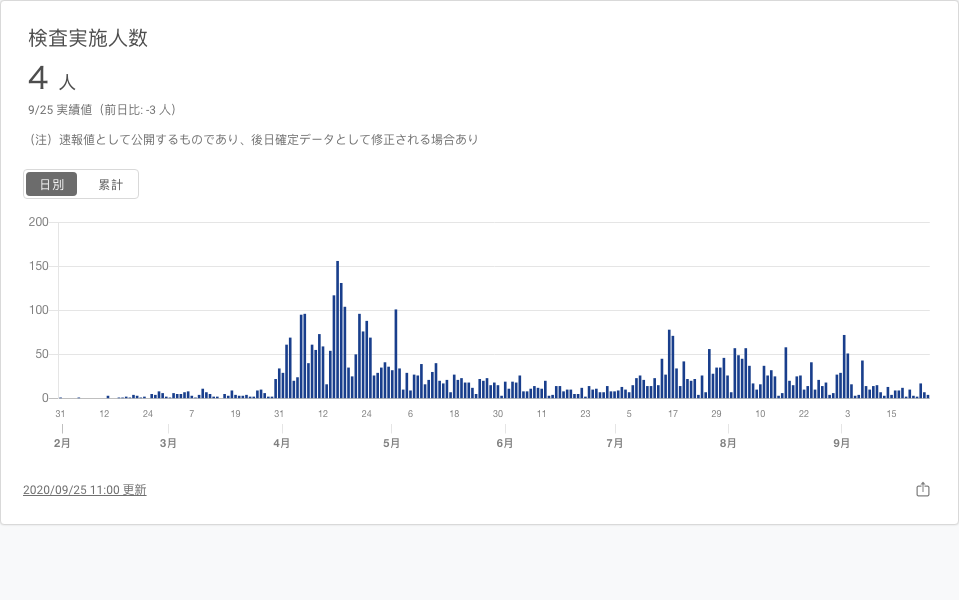 検査実施人数
4 人
9/25 実績値（前日比: -3 人）
（注）速報値として公開するものであり、後日確定データとして修正される場合あり
日別 累計
200
150
100
50
0
31 12 24 7 19 31 12 24 6 18 30 11 23 5 17 29 10 22 3 15
2月 3月 4月 5月 6月 7月 8月 9月
2020/09/25 11:00 更新